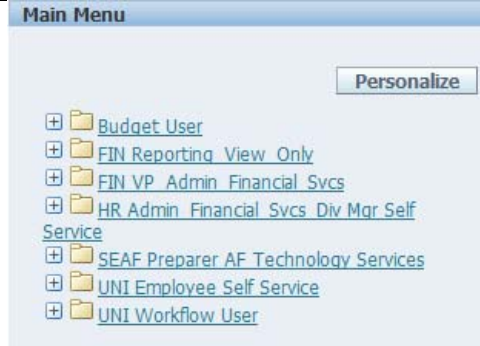 Main Menu
Personalize
Budget User
FIN Reporting View Only
FIN VP Admin Financial Svcs
HR Admin Financial Svcs Div Mgr Self
Service
SEAF Preparer AF Technology Services
UNI Employee Self Service
UNI Workflow User